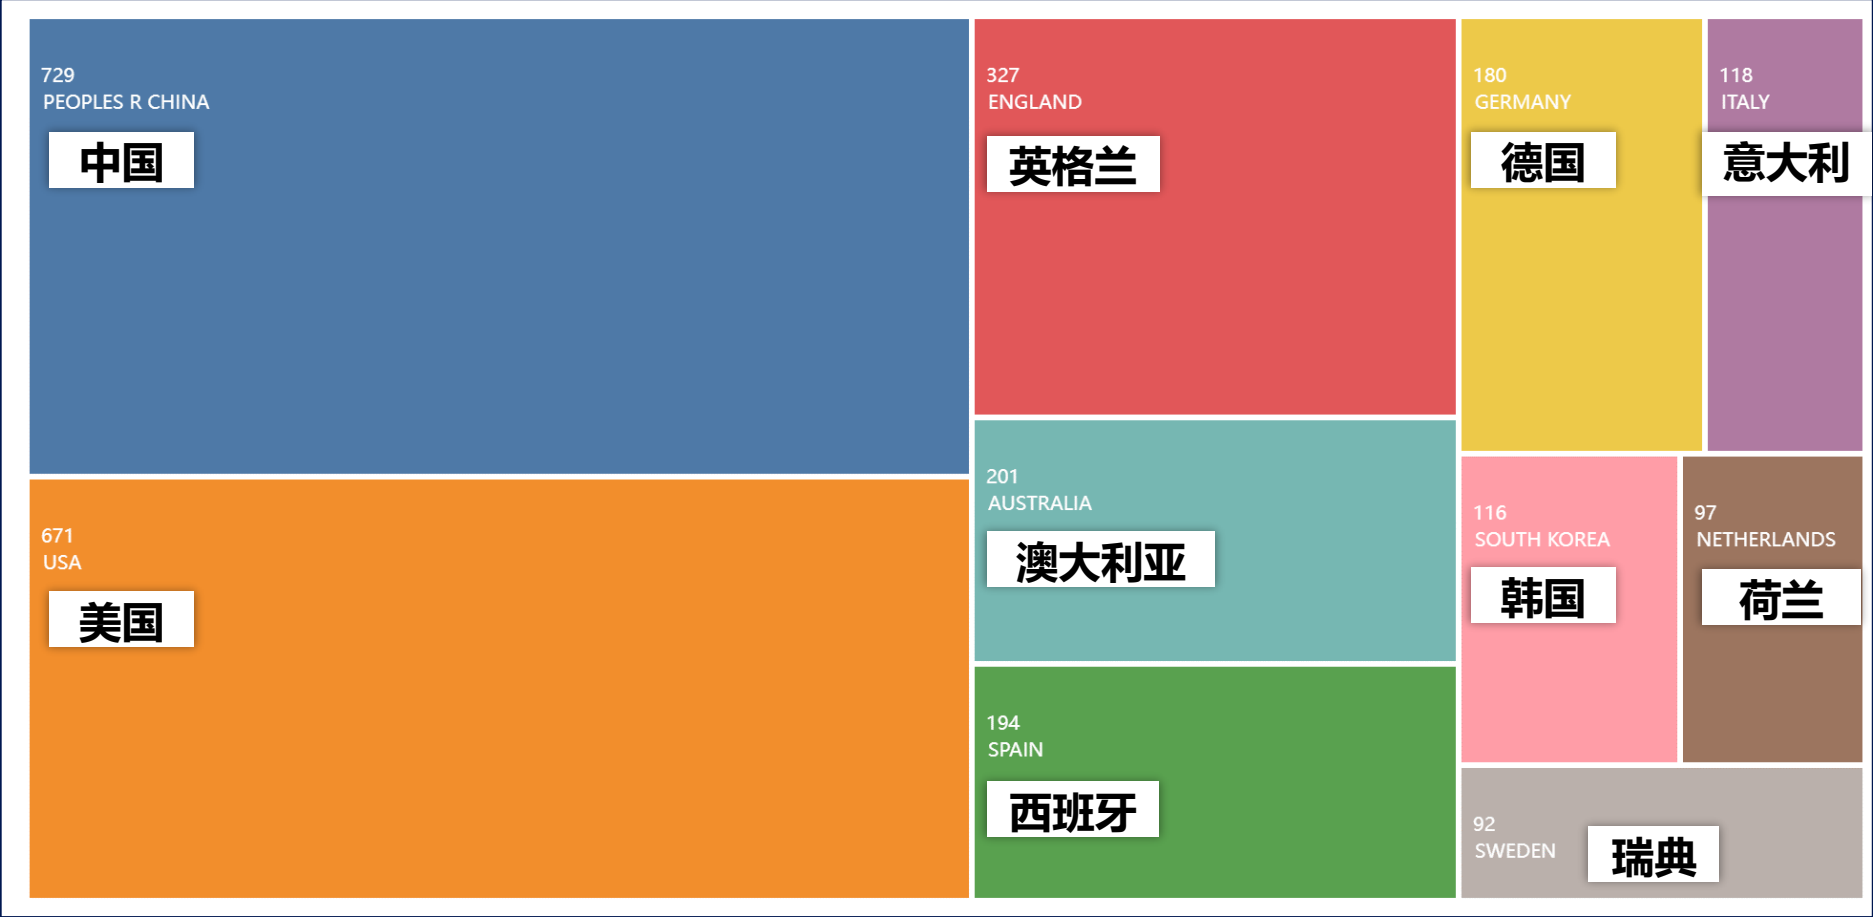 729
PEOPLES R CHINA
中国
671
USA
美国
327
ENGLAND
英格兰
201
AUSTRALIA
澳大利亚
194
SPAIN
西班牙
180
GERMANY
德国
118
ITALY
意大利
116
SOUTH KOREA
韩国
97
NETHERLANDS
荷兰
92
SWEDEN
瑞典